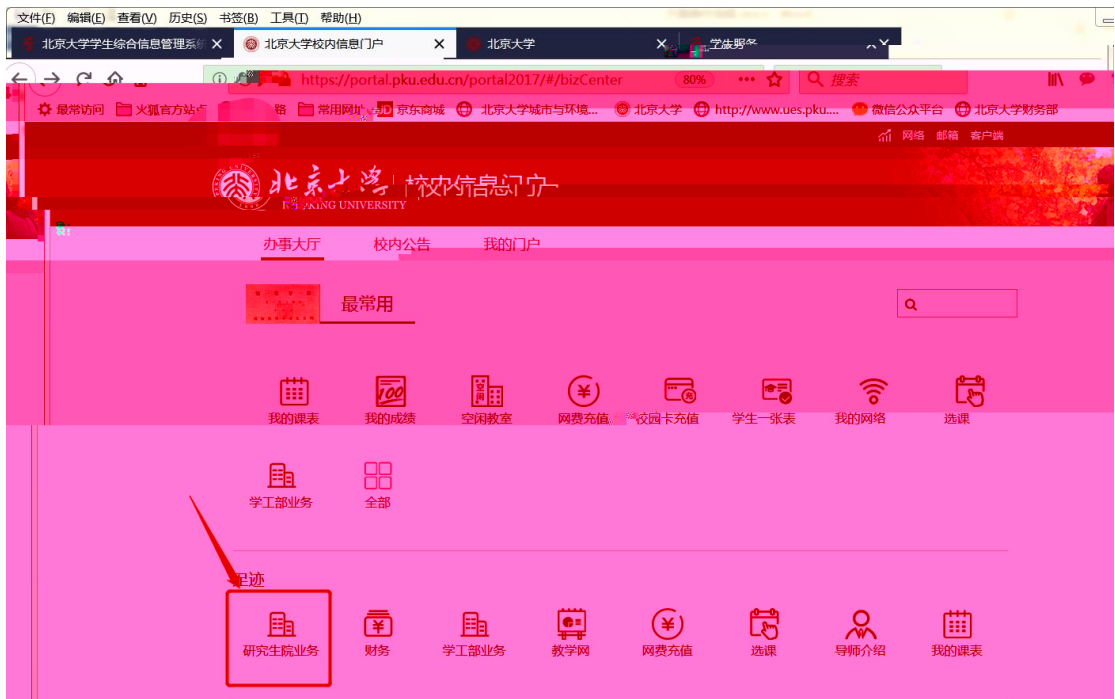 文件(F) 编辑(E) 查看(V) 历史(S) 书签(B) 工具(T) 帮助(H)
北京大学学生综合信息管理系统 北京大学校内信息门户 北京大学
https://portal.pku.edu.cn/portal2017/#/bizCenter 80% 搜索
最常访问 火狐官方站点 常用网址 JD 京东商城 北京大学城市与环境... 北京大学 http://www.ues.pku.... 微信公众平台 北京大学财务部
网络 邮箱 客户端
北京大学 校内信息门户
PEKING UNIVERSITY
办事大厅 校内公告 我的门户
最常用
我的课表 我的成绩 空闲教室 网费充值 校园卡充值 学生一张表 我的网络 选课
学工部业务 全部
足迹
研究生院业务 财务 学工部业务 教学网 网费充值 选课 导师介绍 我的课表